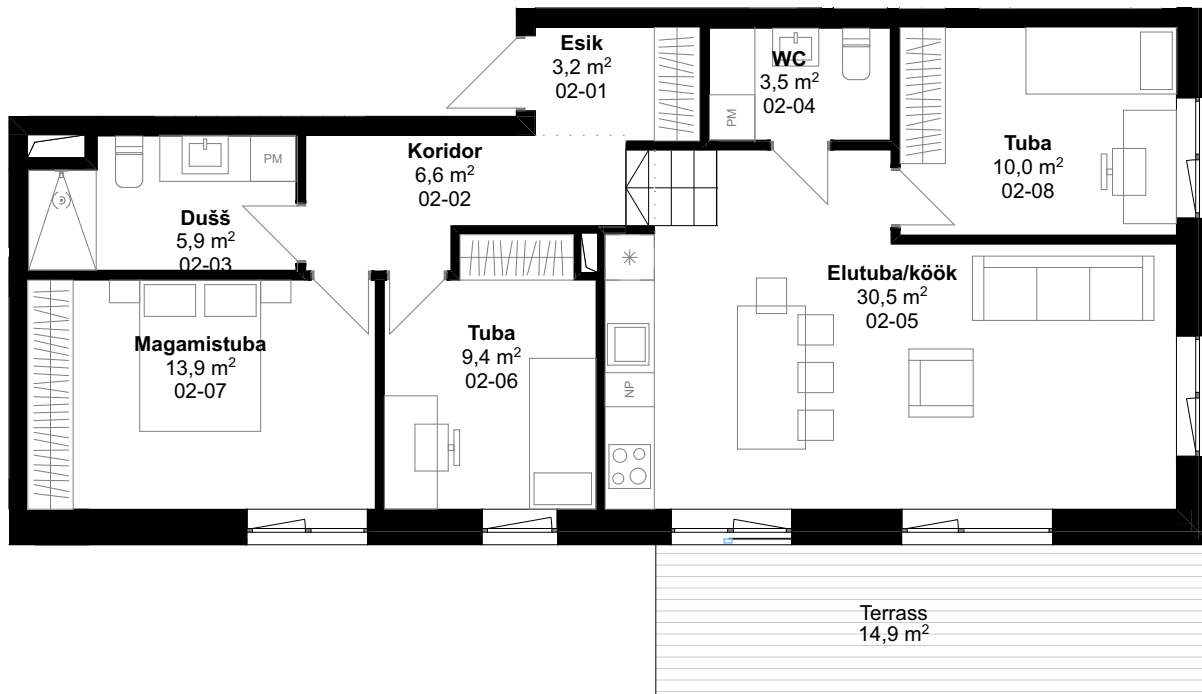 Esik
3,2 m²
02-01
WC
3,5 m²
02-04
PM
Tuba
10,0 m²
02-08
Koridor
6,6 m²
02-02
PM
Dušš
5,9 m²
02-03
Elutuba/köök
30,5 m²
02-05
Magamistuba
13,9 m²
02-07
Tuba
9,4 m²
02-06
NP
Terrass
14,9 m²